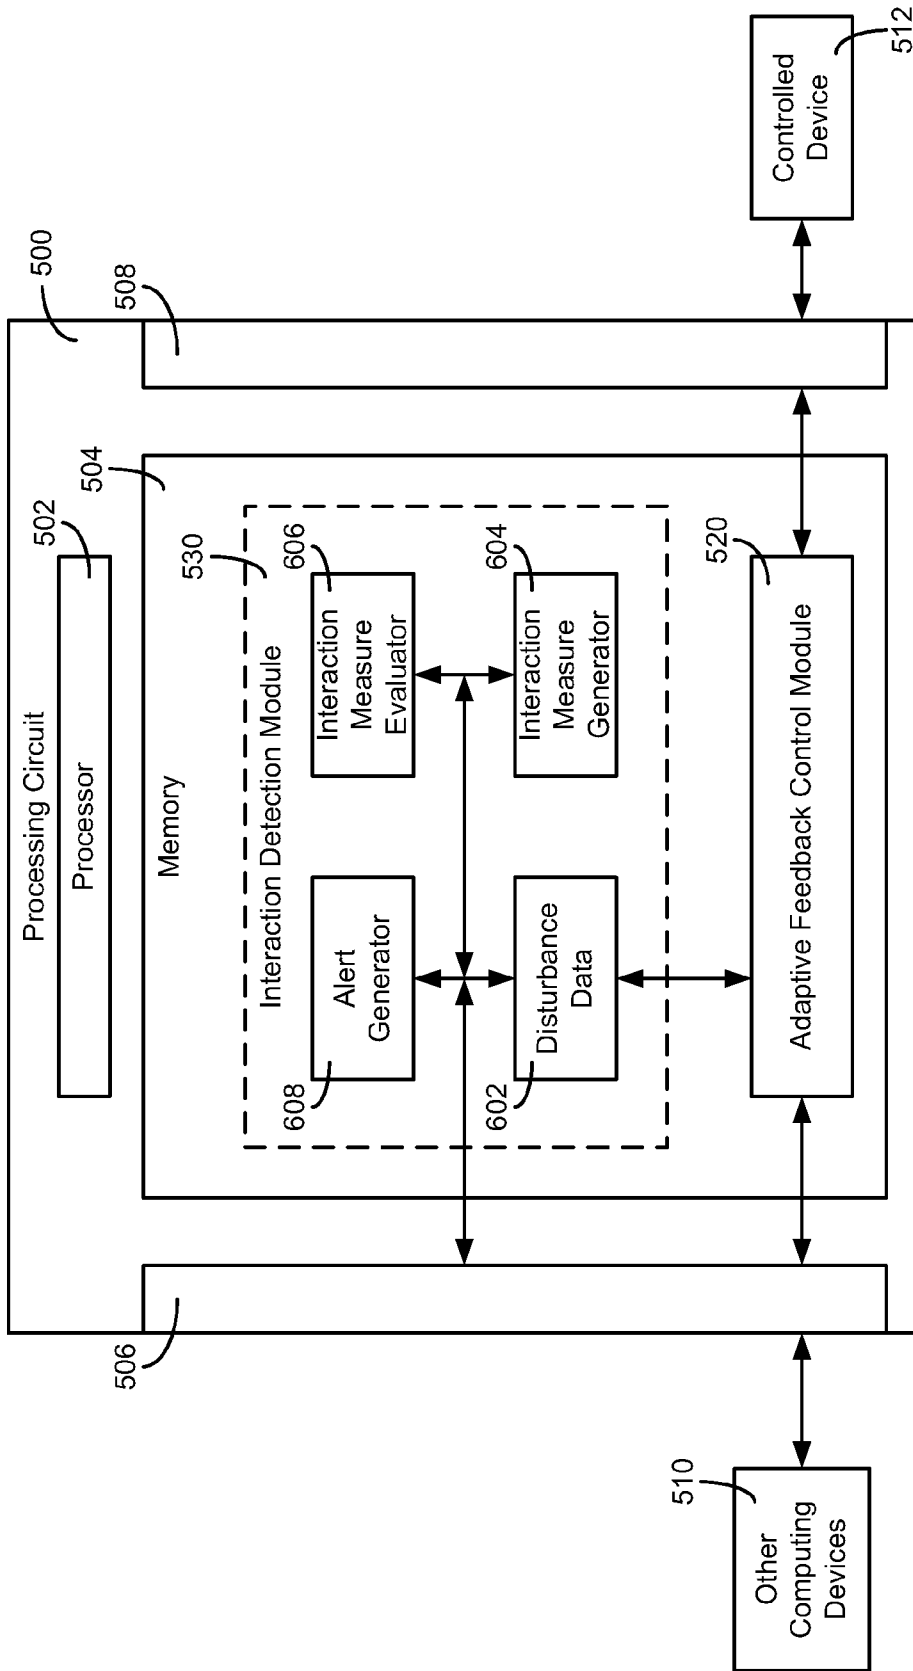 Processing Circuit
500
Processor
502
Memory
504
508
506
Interaction Detection Module
530
Alert
Generator
608
Interaction
Measure
Evaluator
606
Disturbance
Data
602
Interaction
Measure
Generator
604
Adaptive Feedback Control Module
520
Other
Computing
Devices
510
Controlled
Device
512